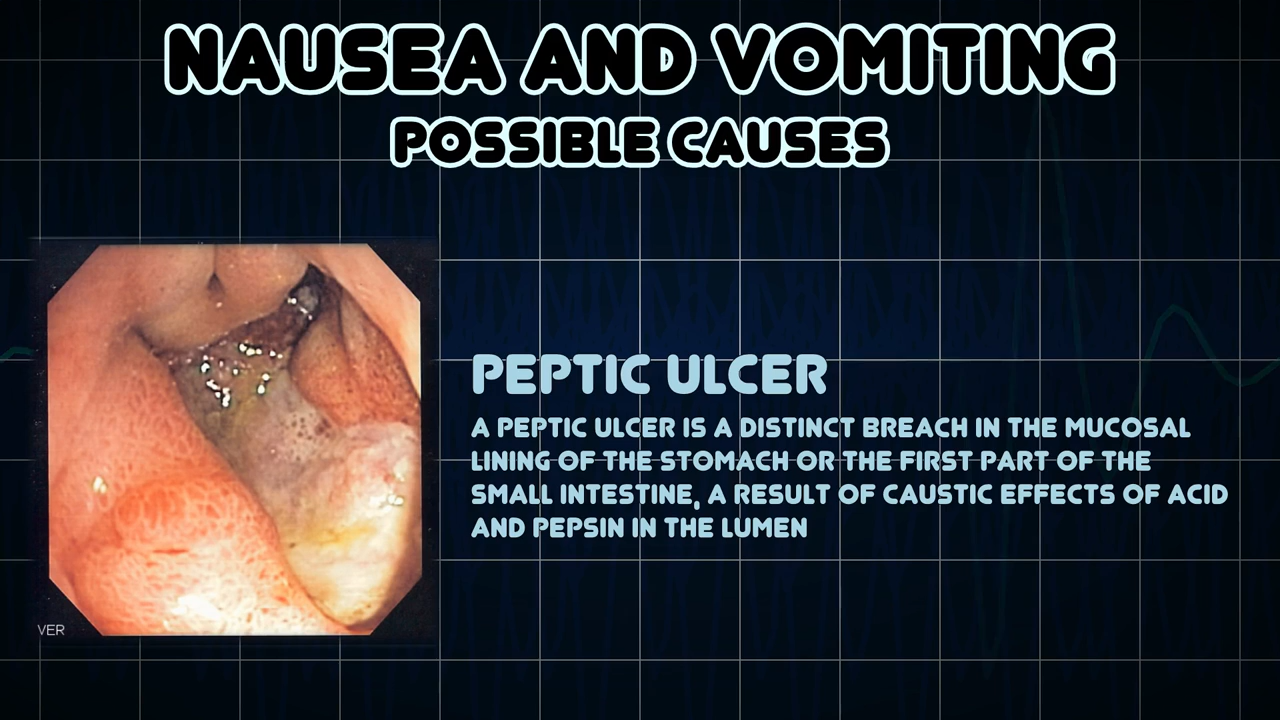 NAUSEA AND VOMITING
POSSIBLE CAUSES
PEPTIC ULCER
A PEPTIC ULCER IS A DISTINCT BREACH IN THE MUCOSAL
LINING OF THE STOMACH OR THE FIRST PART OF THE
SMALL INTESTINE, A RESULT OF CAUSTIC EFFECTS OF ACID
AND PEPSIN IN THE LUMEN
VER